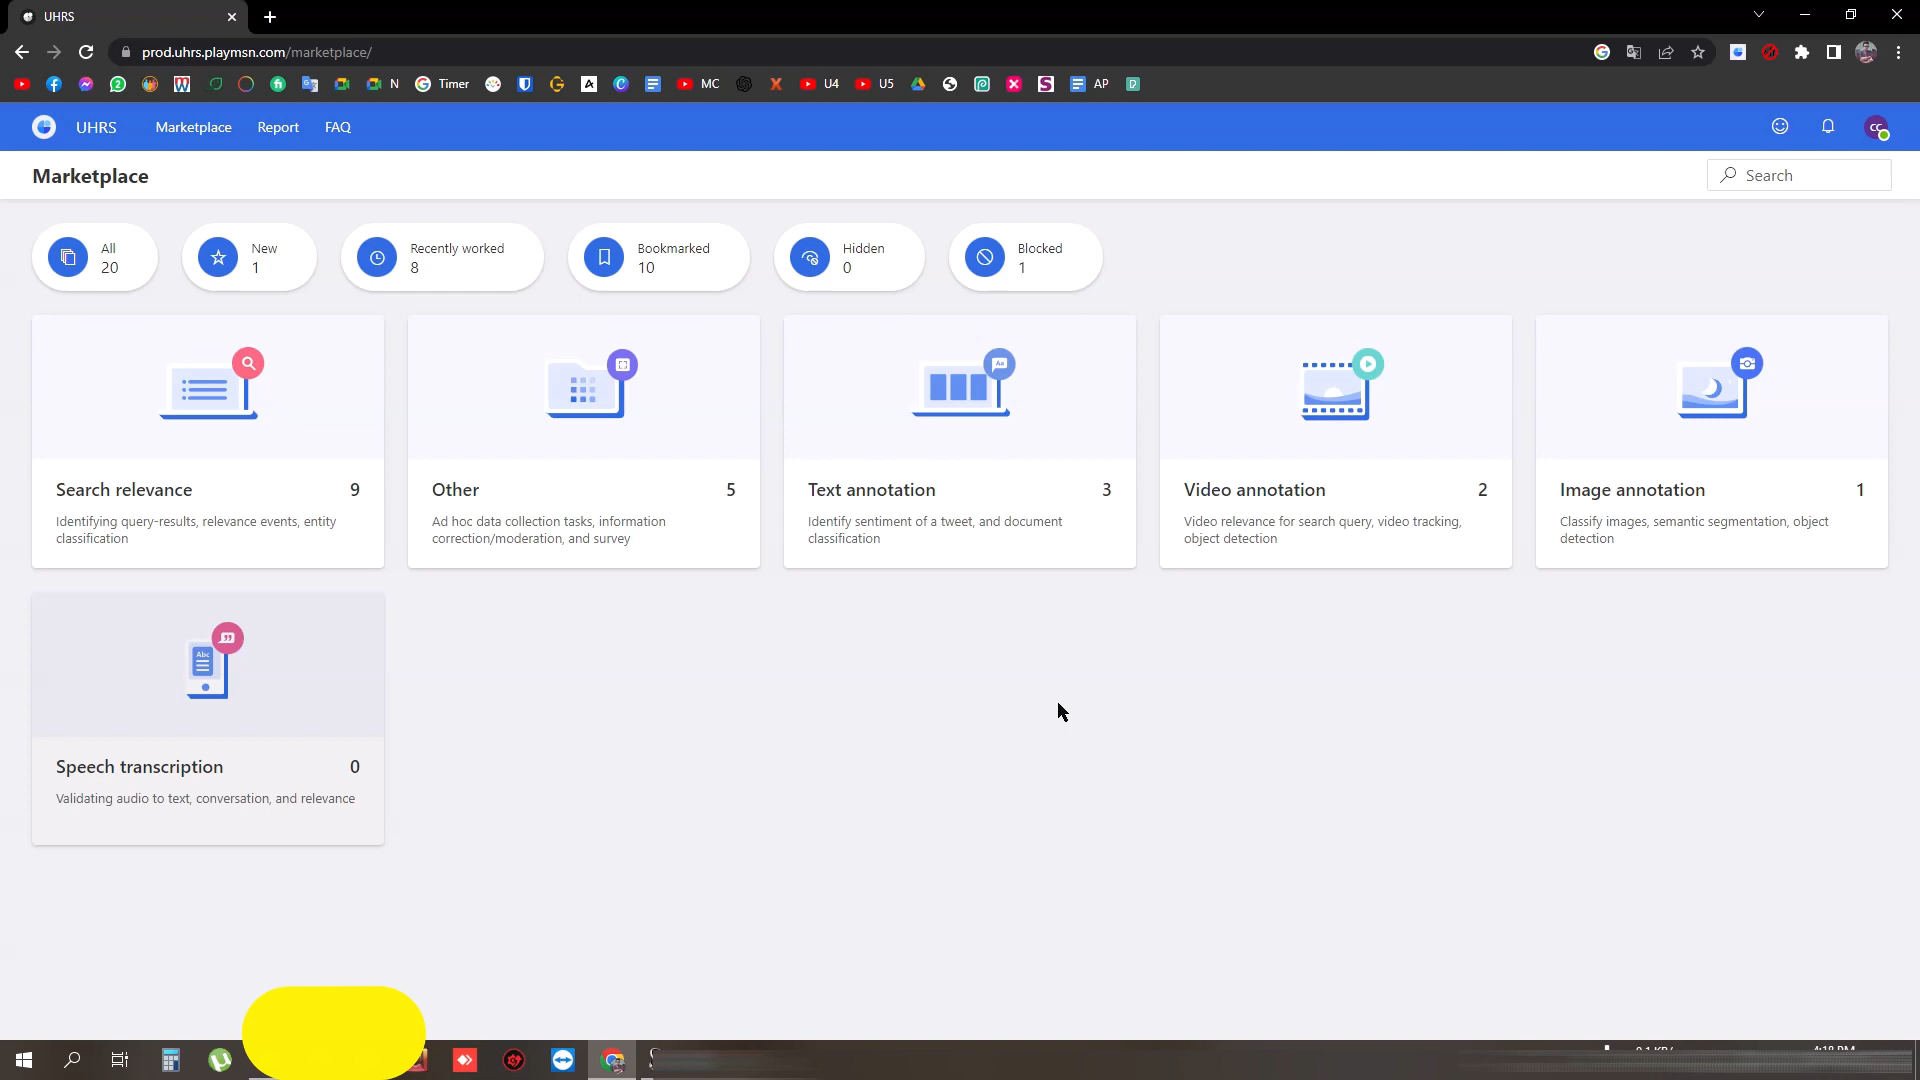 UHRS
prod.uhrs.playmsn.com/marketplace/
N Timer MC U4 U5 AP
UHRS Marketplace Report FAQ
CC
Marketplace
Search
All
20
New
1
Recently worked
8
Bookmarked
10
Hidden
0
Blocked
1
Search relevance 9
Identifying query-results, relevance events, entity
classification
Other 5
Ad hoc data collection tasks, information
correction/moderation, and survey
Aa
Text annotation 3
Identify sentiment of a tweet, and document
classification
Video annotation 2
Video relevance for search query, video tracking,
object detection
Image annotation 1
Classify images, semantic segmentation, object
detection
Abc
Speech transcription 0
Validating audio to text, conversation, and relevance